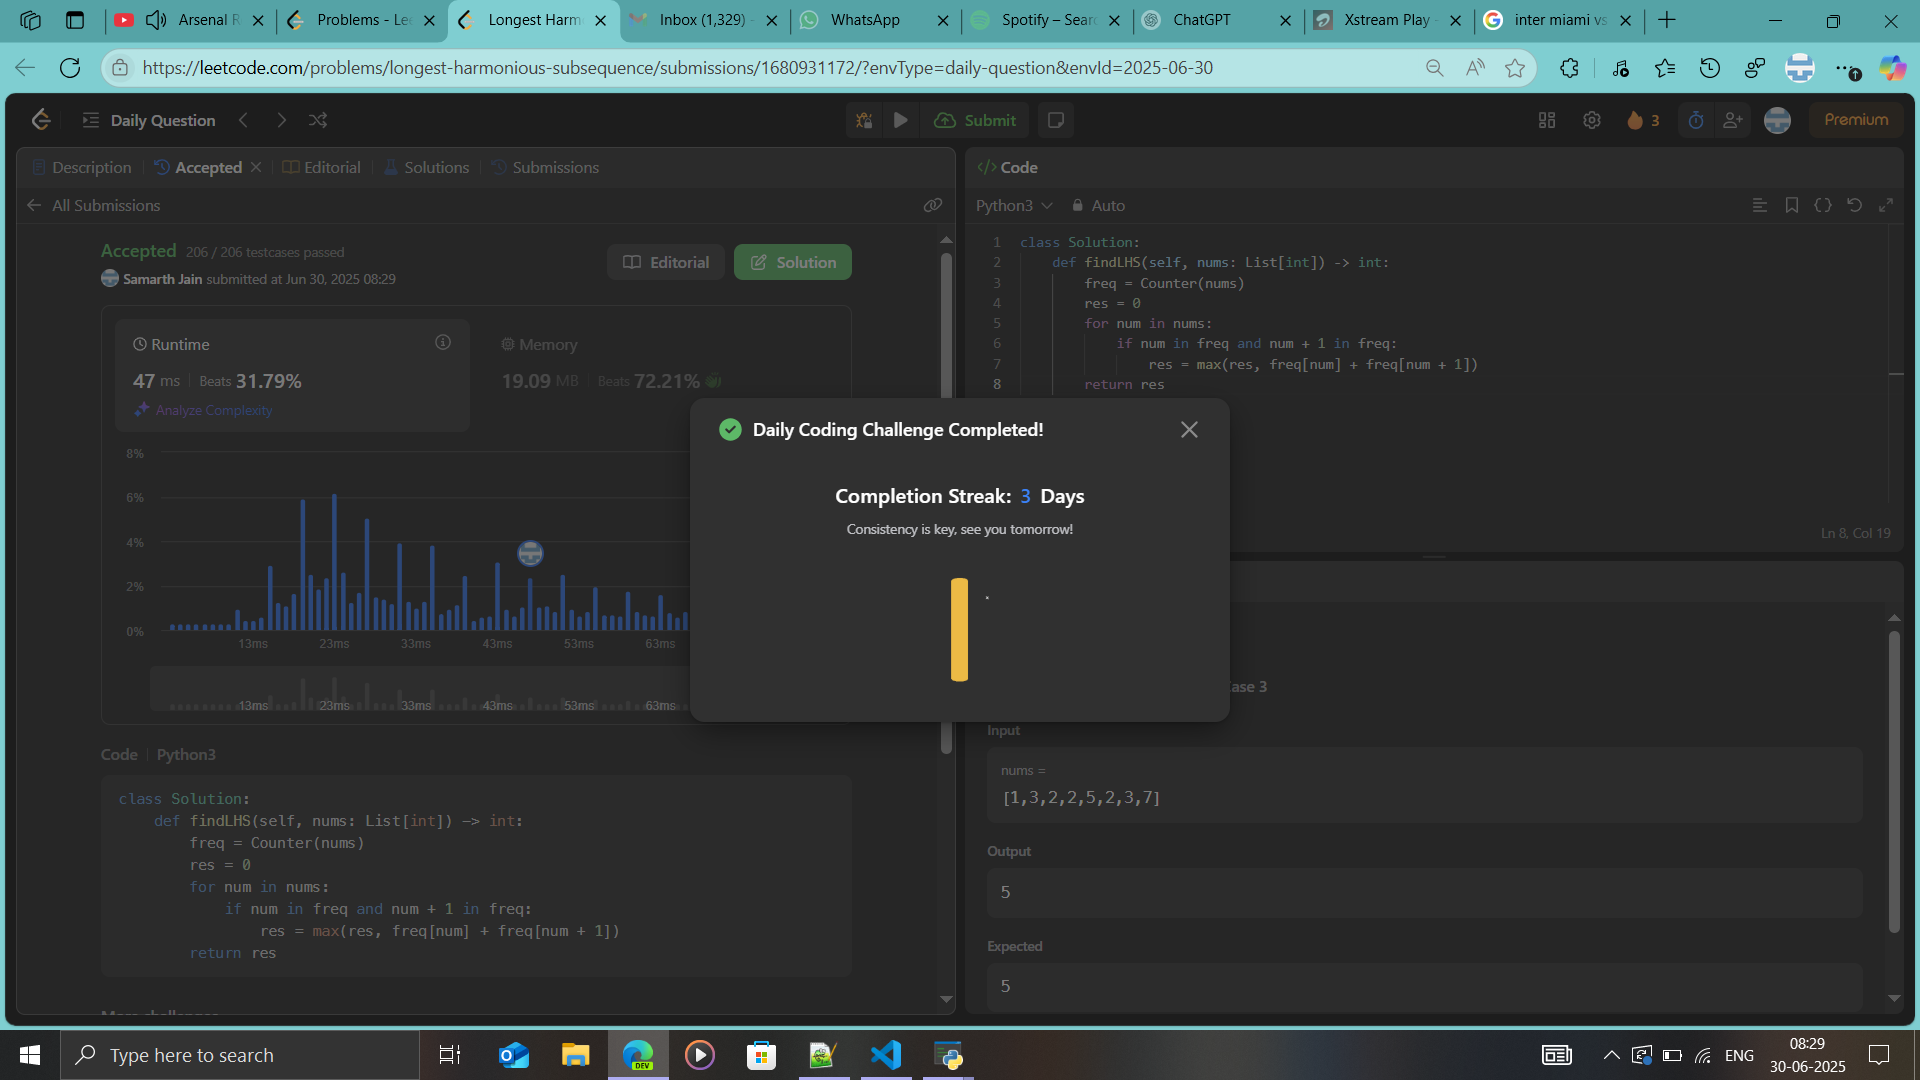 Arsenal R
Problems - Lee
Longest Harm
Inbox (1,329) -
WhatsApp
Spotify – Sear
ChatGPT
Xstream Play -
inter miami vs
https://leetcode.com/problems/longest-harmonious-subsequence/submissions/1680931172/?envType=daily-question&envId=2025-06-30
Daily Question
Submit
3
Premium
Description
Accepted
Editorial
Solutions
Submissions
All Submissions
Accepted 206 / 206 testcases passed
Samarth Jain submitted at Jun 30, 2025 08:29
Editorial
Solution
Runtime
47 ms Beats 31.79%
Analyze Complexity
Memory
19.09 MB Beats 72.21%
8%
6%
4%
2%
0%
13ms 23ms 33ms 43ms 53ms 63ms
13ms 23ms 33ms 43ms 53ms 63ms
Code Python3
class Solution:
def findLHS(self, nums: List[int]) -> int:
freq = Counter(nums)
res = 0
for num in nums:
if num in freq and num + 1 in freq:
res = max(res, freq[num] + freq[num + 1])
return res
More challenges
Daily Coding Challenge Completed!
Completion Streak: 3 Days
Consistency is key, see you tomorrow!
</> Code
Python3 Auto
1 class Solution:
2 def findLHS(self, nums: List[int]) -> int:
3 freq = Counter(nums)
4 res = 0
5 for num in nums:
6 if num in freq and num + 1 in freq:
7 res = max(res, freq[num] + freq[num + 1])
8 return res
Ln 8, Col 19
ase 3
Input
nums =
[1,3,2,2,5,2,3,7]
Output
5
Expected
5
Type here to search
DEV
ENG
08:29
30-06-2025